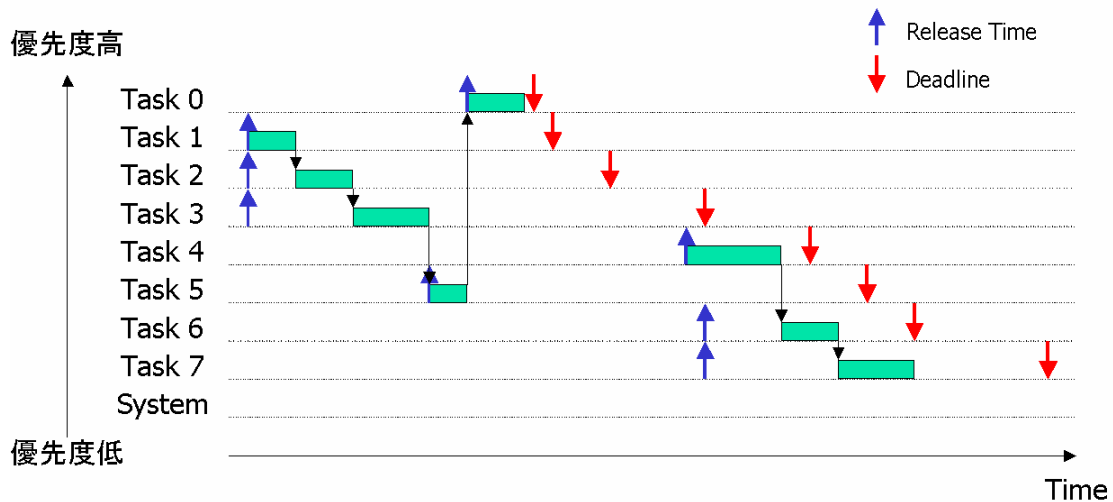 優先度高
Release Time
Deadline
Task 0
Task 1
Task 2
Task 3
Task 4
Task 5
Task 6
Task 7
System
優先度低
Time